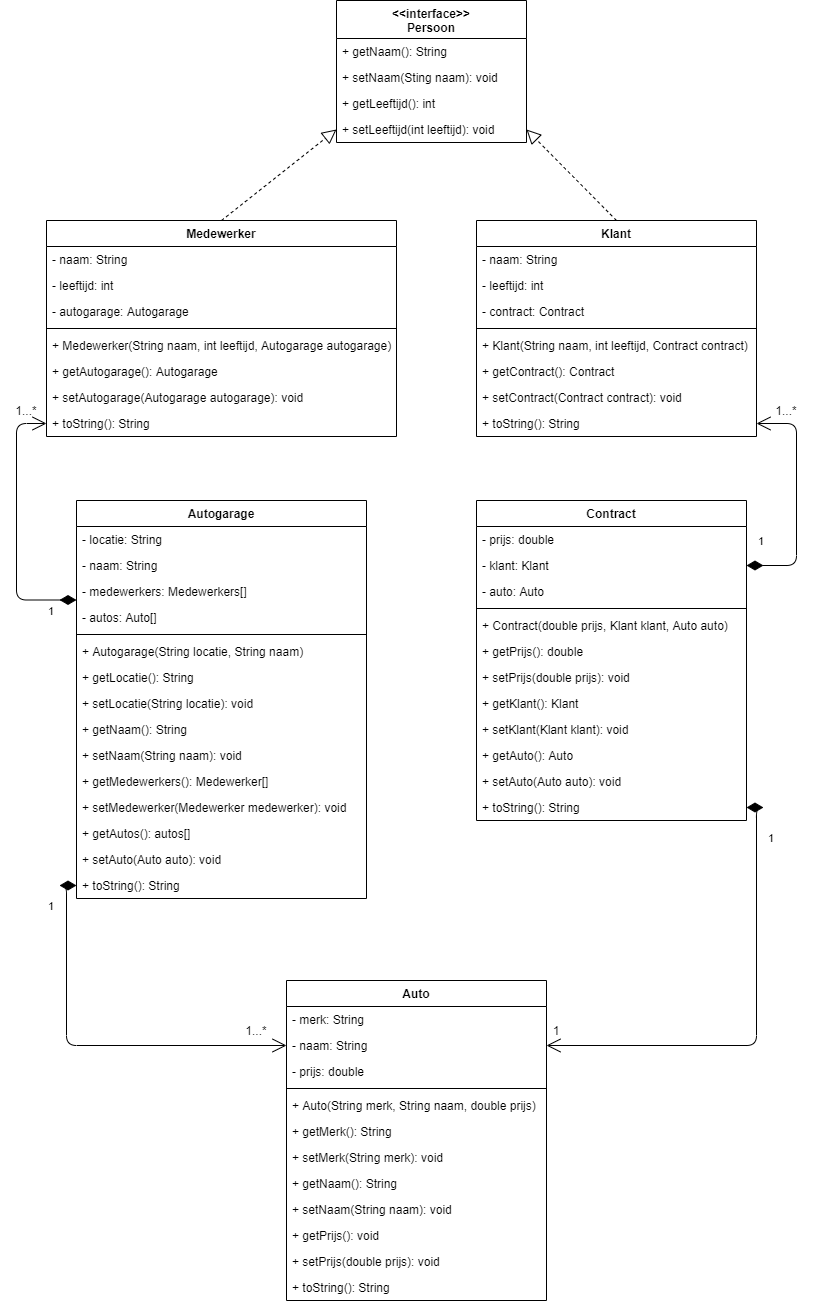 <<interface>>
Persoon
+ getNaam(): String
+ setNaam(Sting naam): void
+ getLeeftijd(): int
+ setLeeftijd(int leeftijd): void
Medewerker
- naam: String
- leeftijd: int
- autogarage: Autogarage
+ Medewerker(String naam, int leeftijd, Autogarage autogarage)
+ getAutogarage(): Autogarage
+ setAutogarage(Autogarage autogarage): void
+ toString(): String
1...*
Klant
- naam: String
- leeftijd: int
- contract: Contract
+ Klant(String naam, int leeftijd, Contract contract)
+ getContract(): Contract
+ setContract(Contract contract): void
+ toString(): String
1...*
Autogarage
- locatie: String
- naam: String
- medewerkers: Medewerkers[]
- autos: Auto[]
1
+ Autogarage(String locatie, String naam)
+ getLocatie(): String
+ setLocatie(String locatie): void
+ getNaam(): String
+ setNaam(String naam): void
+ getMedewerkers(): Medewerker[]
+ setMedewerker(Medewerker medewerker): void
+ getAutos(): autos[]
+ setAuto(Auto auto): void
+ toString(): String
1
Contract
- prijs: double
1
- klant: Klant
- auto: Auto
+ Contract(double prijs, Klant klant, Auto auto)
+ getPrijs(): double
+ setPrijs(double prijs): void
+ getKlant(): Klant
+ setKlant(Klant klant): void
+ getAuto(): Auto
+ setAuto(Auto auto): void
+ toString(): String
1
Auto
- merk: String
1...*
1
- naam: String
- prijs: double
+ Auto(String merk, String naam, double prijs)
+ getMerk(): String
+ setMerk(String merk): void
+ getNaam(): String
+ setNaam(String naam): void
+ getPrijs(): void
+ setPrijs(double prijs): void
+ toString(): String